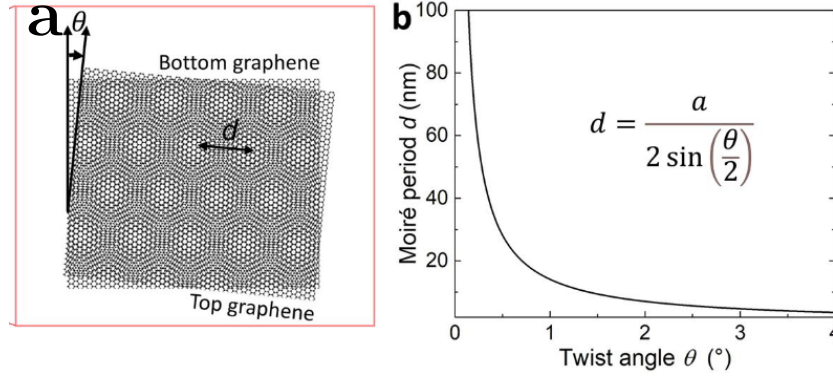 a
θ
Bottom graphene
d
Top graphene
b
Moiré period d (nm)
100
80
60
40
20
d = a / (2 sin(θ/2))
0
1
2
3
4
Twist angle θ (°)